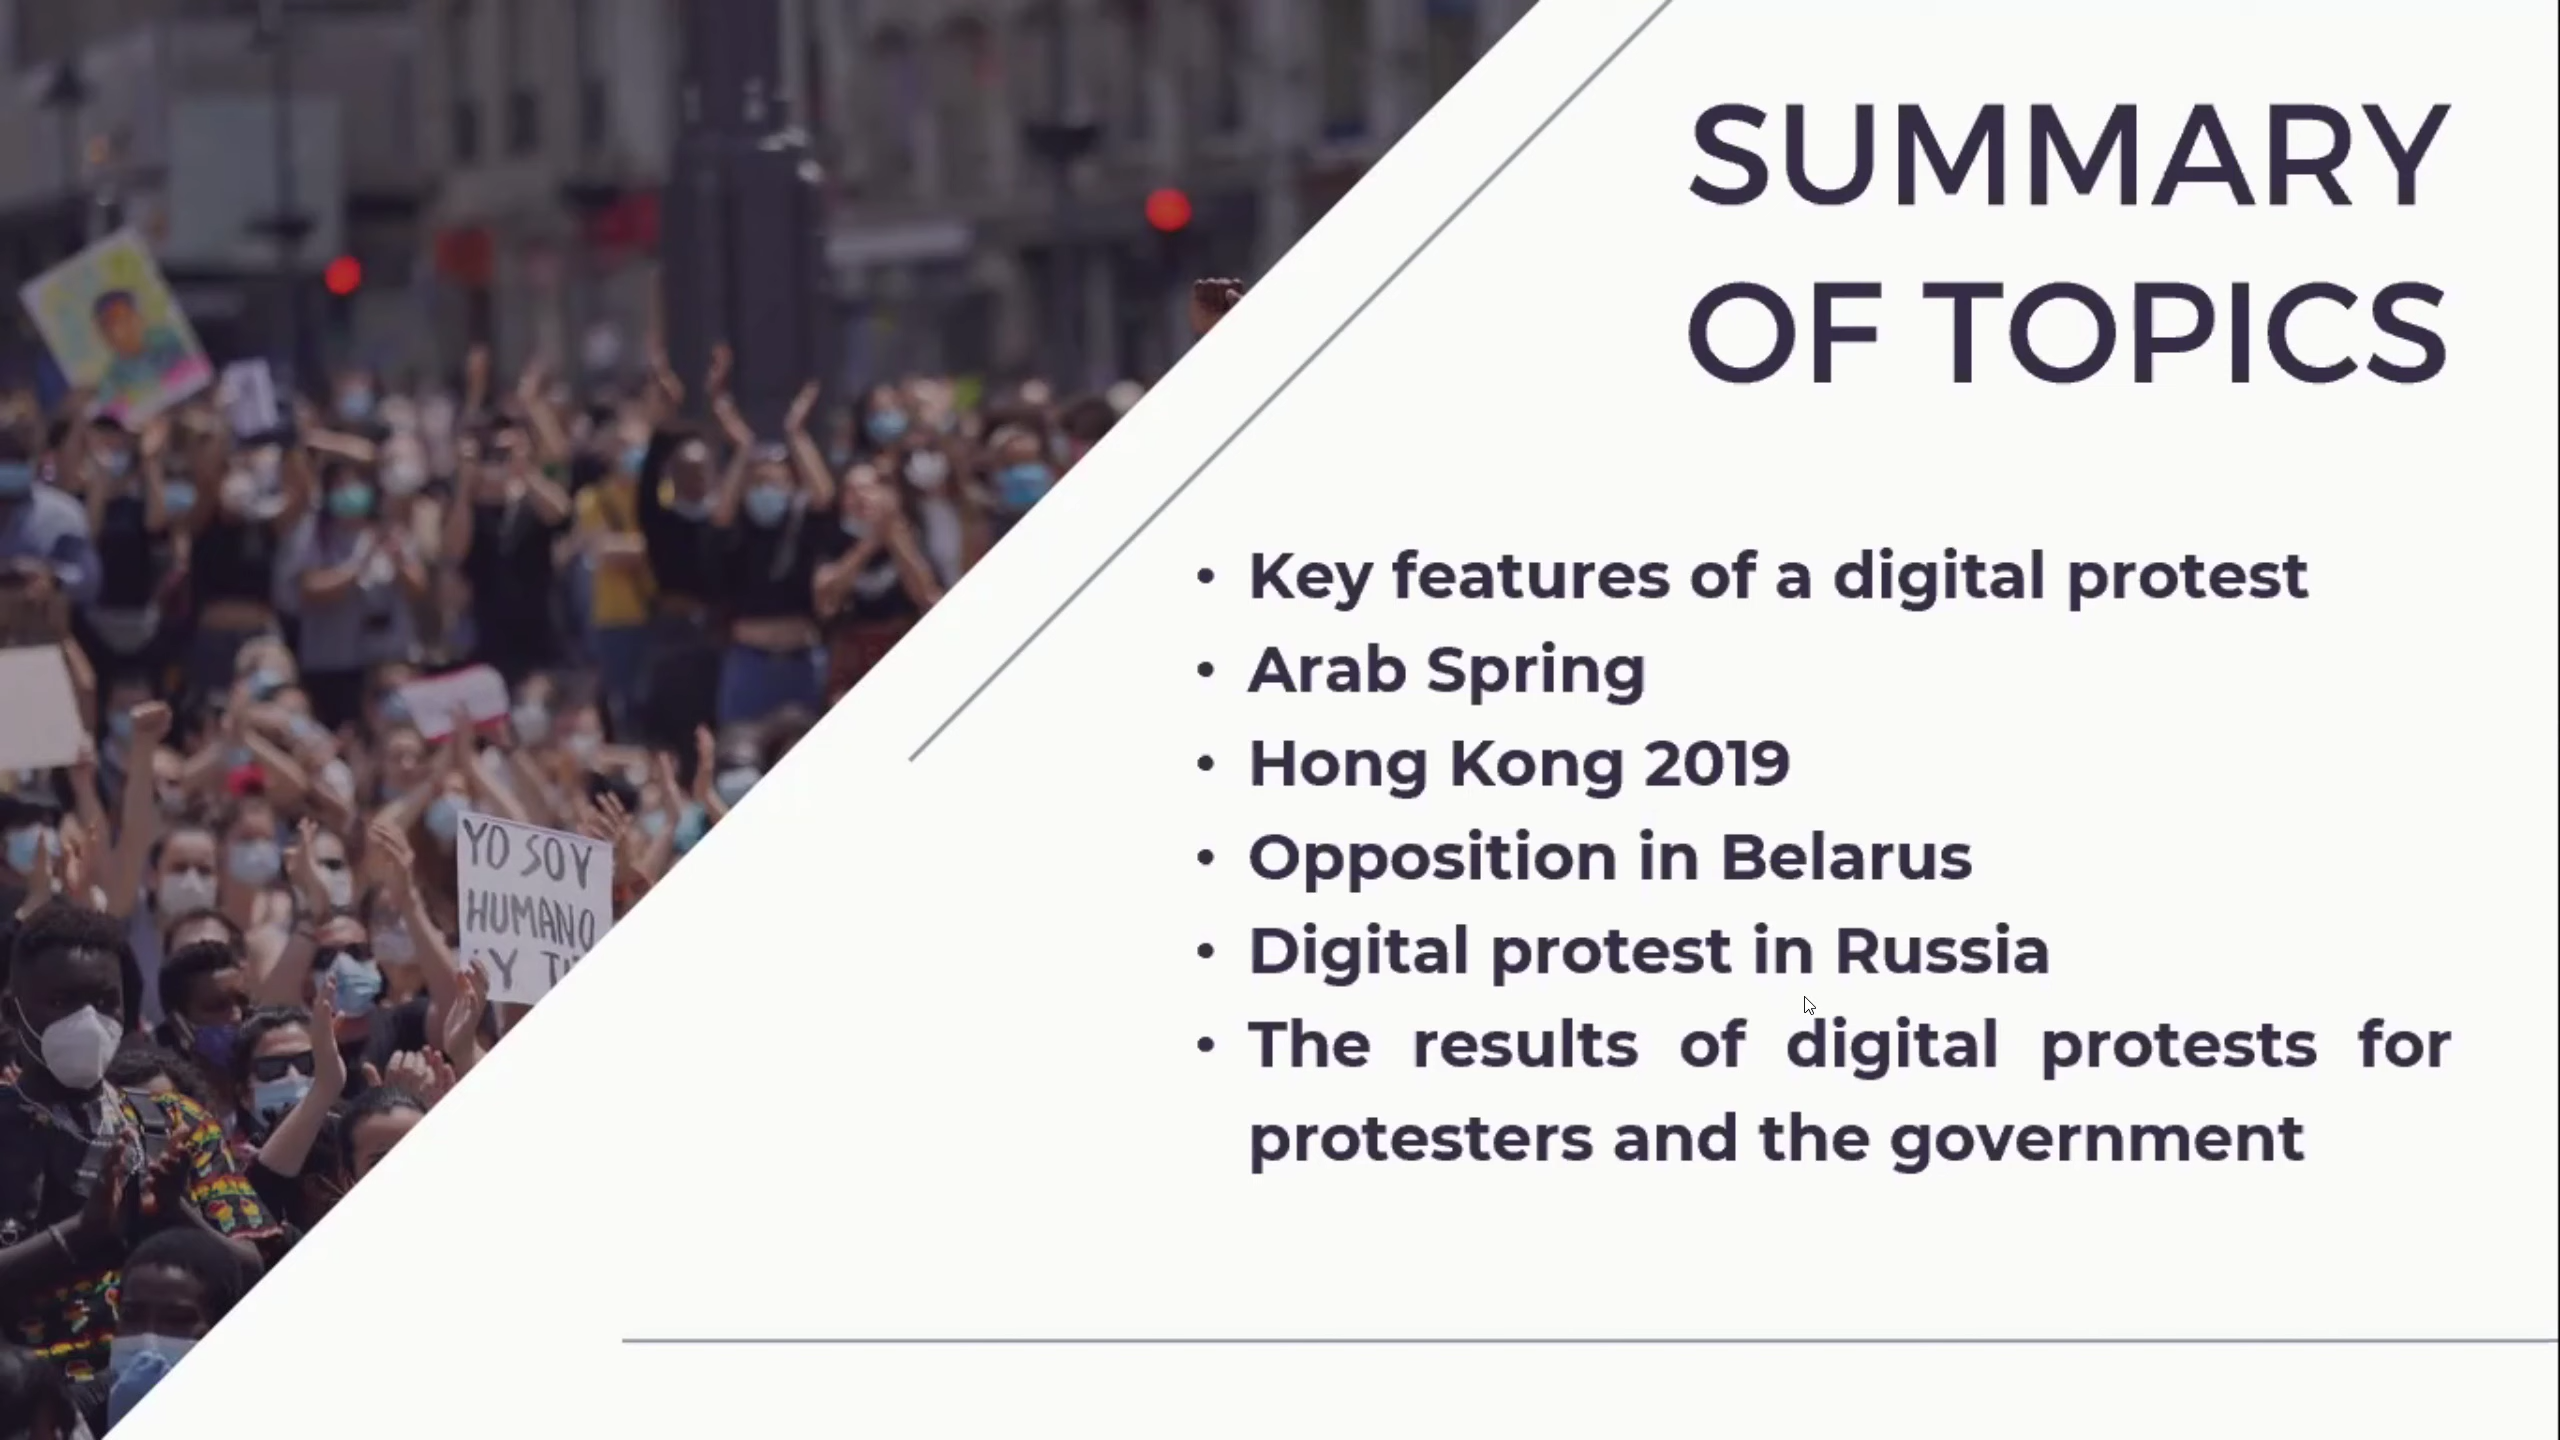 SUMMARY
OF TOPICS
• Key features of a digital protest
• Arab Spring
• Hong Kong 2019
• Opposition in Belarus
• Digital protest in Russia
• The results of digital protests for
protesters and the government
YO SOY
HUMANO